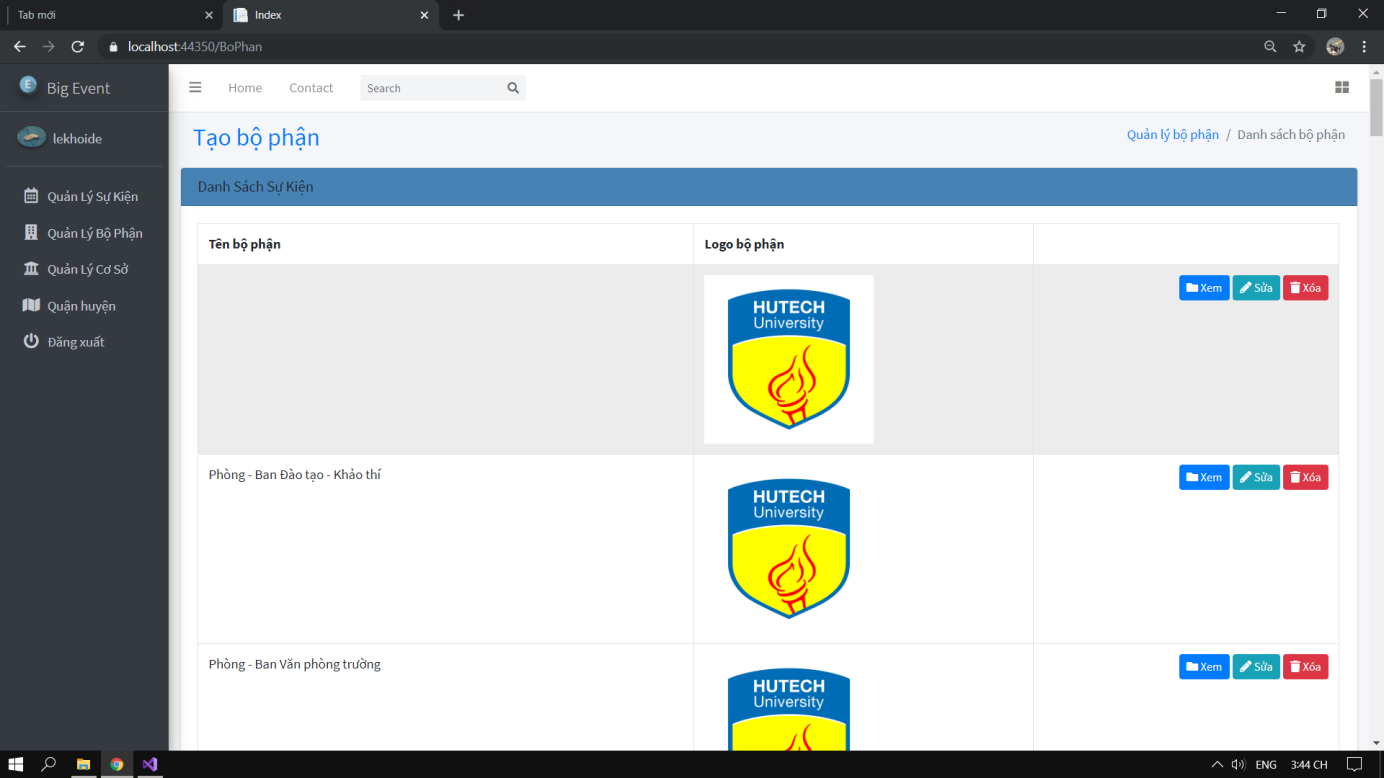 Tab mới
Index
localhost:44350/BoPhan
E
Big Event
Home
Contact
Search
lekhoide
Tạo bộ phận
Quản lý bộ phận / Danh sách bộ phận
Danh Sách Sự Kiện
Quản Lý Sự Kiện
Quản Lý Bộ Phận
Quản Lý Cơ Sở
Quận huyện
Đăng xuất
Tên bộ phận
Logo bộ phận
HUTECH
University
Xem
Sửa
Xóa
Phòng - Ban Đào tạo - Khảo thí
HUTECH
University
Xem
Sửa
Xóa
Phòng - Ban Văn phòng trường
HUTECH
University
Xem
Sửa
Xóa
ENG
3:44 CH